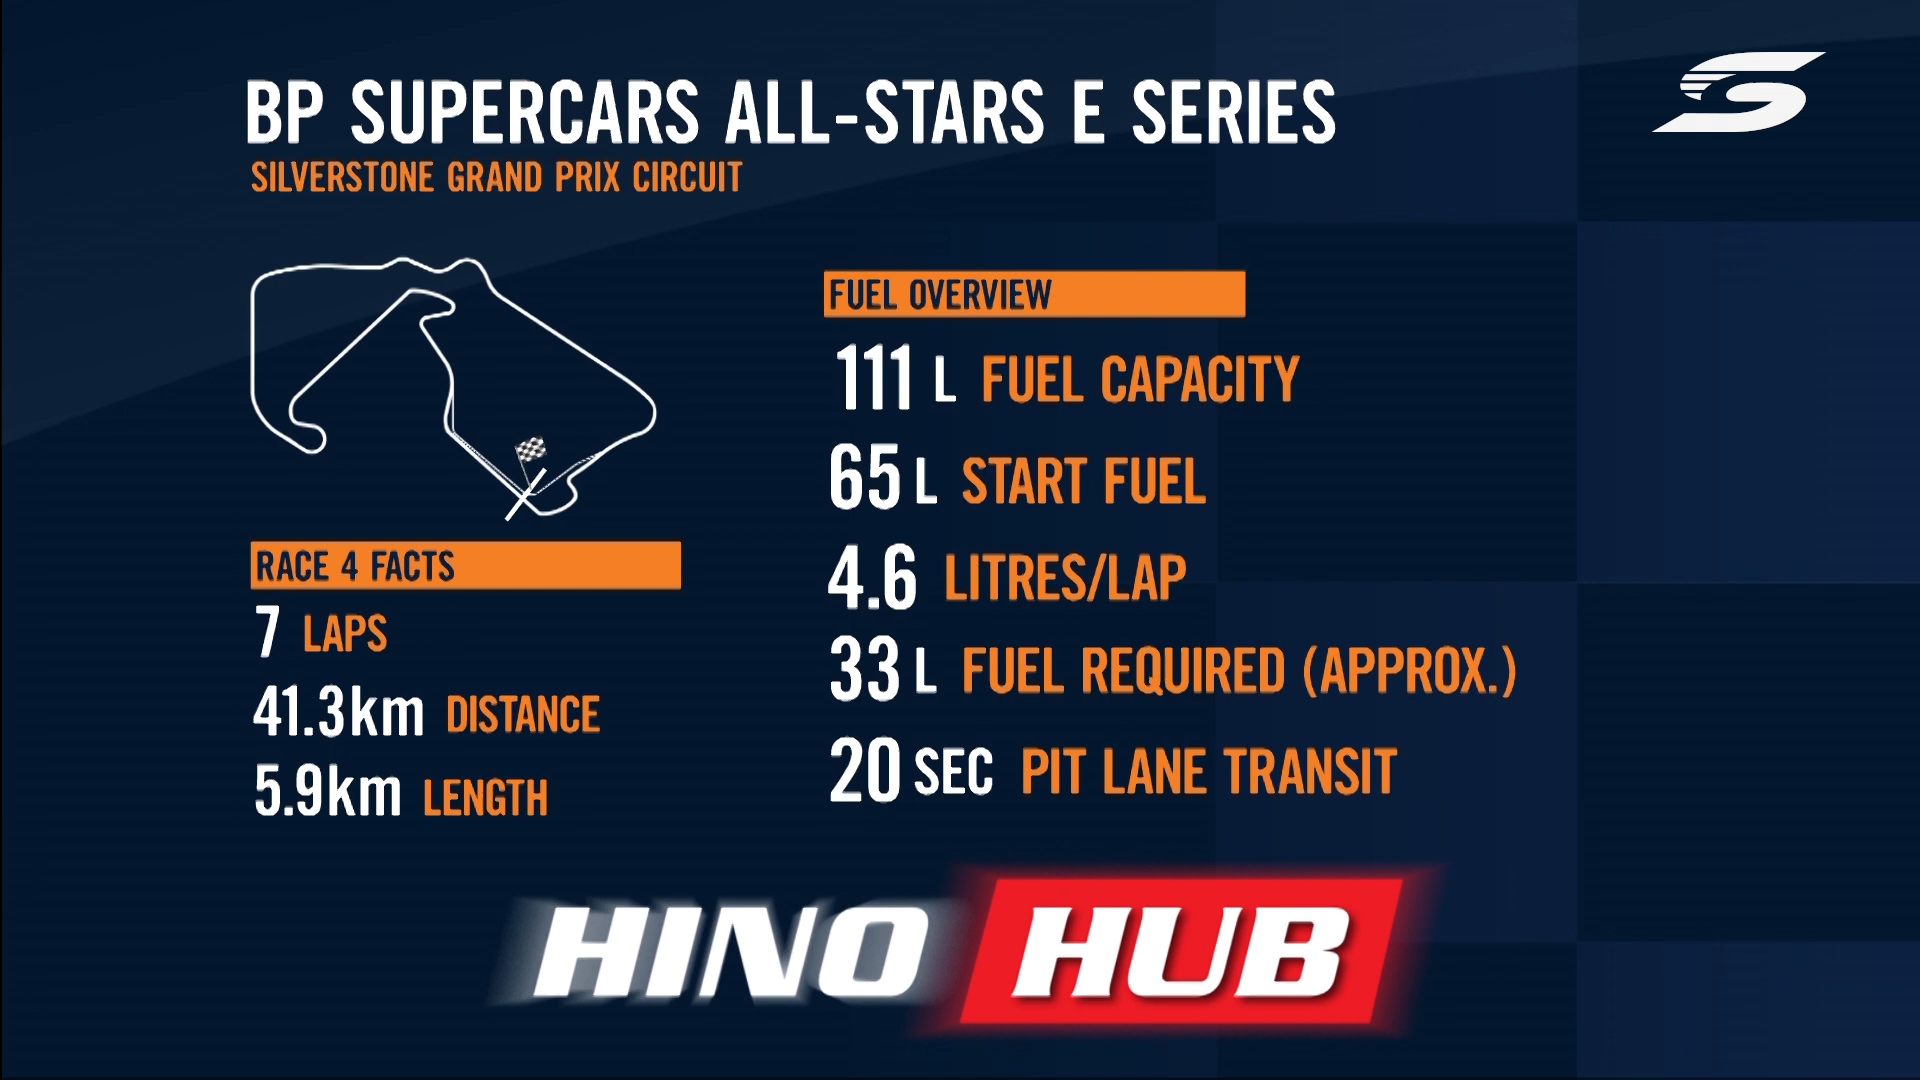 BP SUPERCARS ALL-STARS E SERIES
SILVERSTONE GRAND PRIX CIRCUIT
RACE 4 FACTS
7 LAPS
41.3km DISTANCE
5.9km LENGTH
FUEL OVERVIEW
111 L FUEL CAPACITY
65 L START FUEL
4.6 LITRES/LAP
33 L FUEL REQUIRED (APPROX.)
20 SEC PIT LANE TRANSIT
HINO HUB